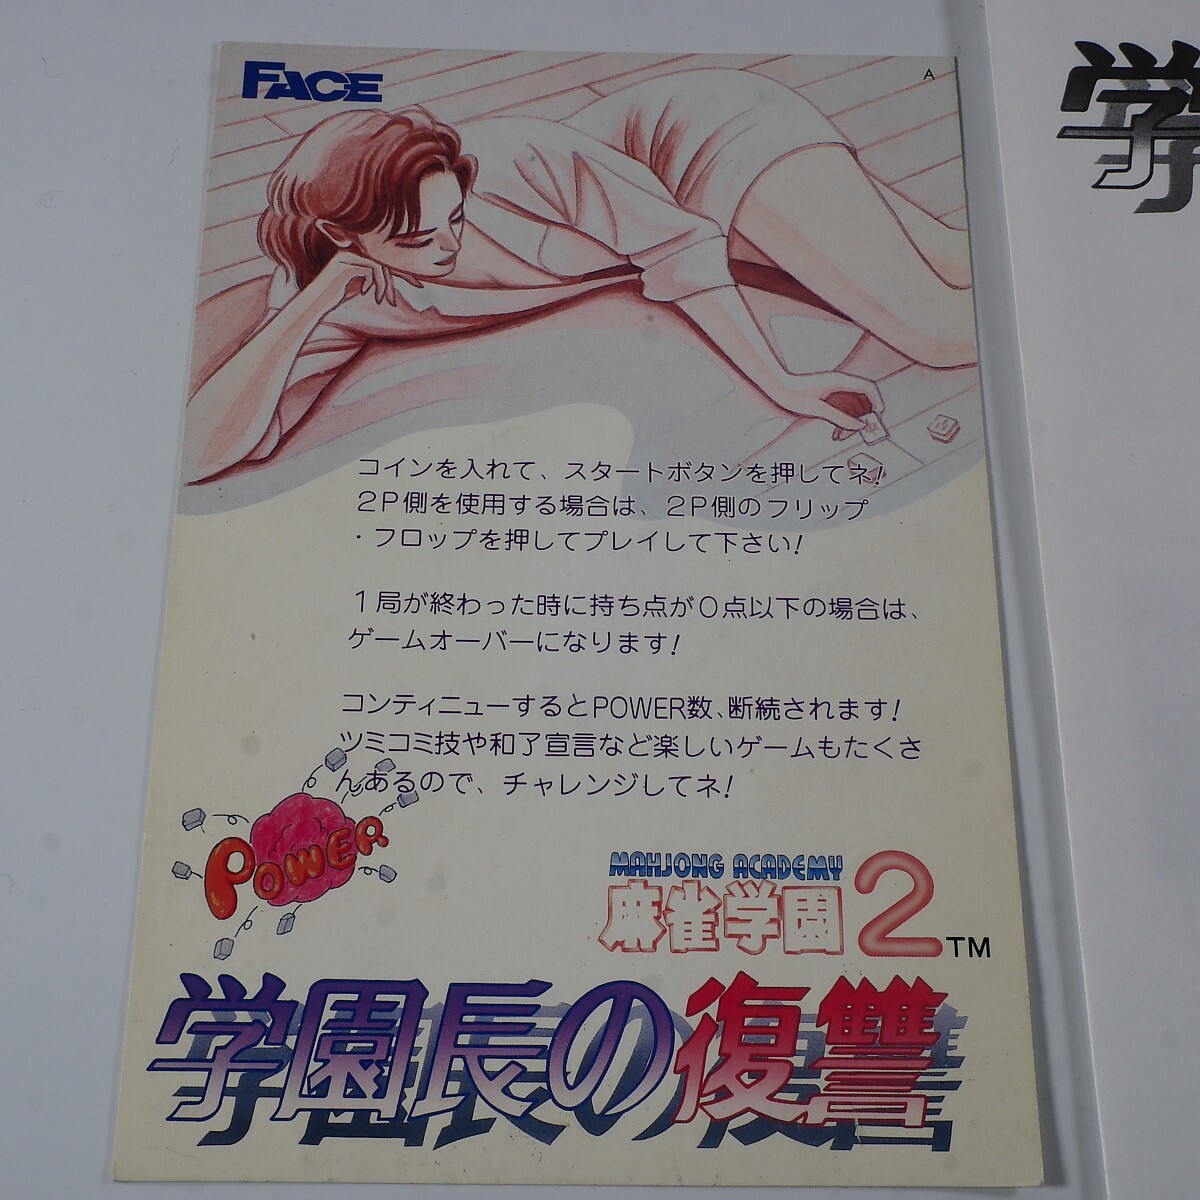 FACE
A
コインを入れて、スタートボタンを押してネ!
2P側を使用する場合は、2P側のフリップ
・フロップを押してプレイして下さい!
1局が終わった時に持ち点が0点以下の場合は、
ゲームオーバーになります!
コンティニューするとPOWER数、断続されます!
ツミコミ技や和了宣言など楽しいゲームもたくさ
んあるので、チャレンジしてネ!
POWER
MAHJONG ACADEMY
麻雀学園2 TM
学園長の復讐
学